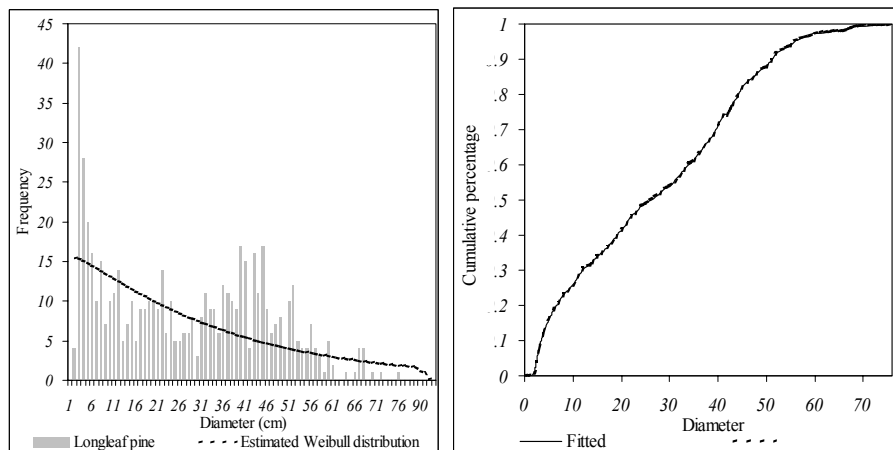 45
40
35
30
25
20
15
10
5
0
Frequency
1 6 11 16 21 26 31 36 41 46 51 56 61 66 71 76 90
Diameter (cm)
Longleaf pine
Estimated Weibull distribution
1
.9
.8
.7
.6
.5
.4
.3
.2
.1
0
Cumulative percentage
0 10 20 30 40 50 60 70
Diameter
Fitted